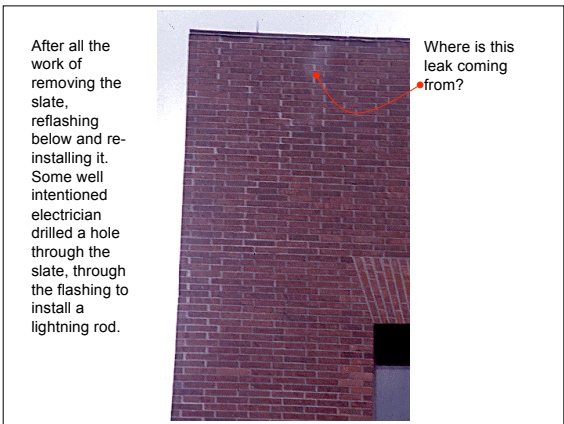 After all the
work of
removing the
slate,
reflashing
below and re-
installing it.
Some well
intentioned
electrician
drilled a hole
through the
slate, through
the flashing to
install a
lightning rod.
Where is this
leak coming
from?